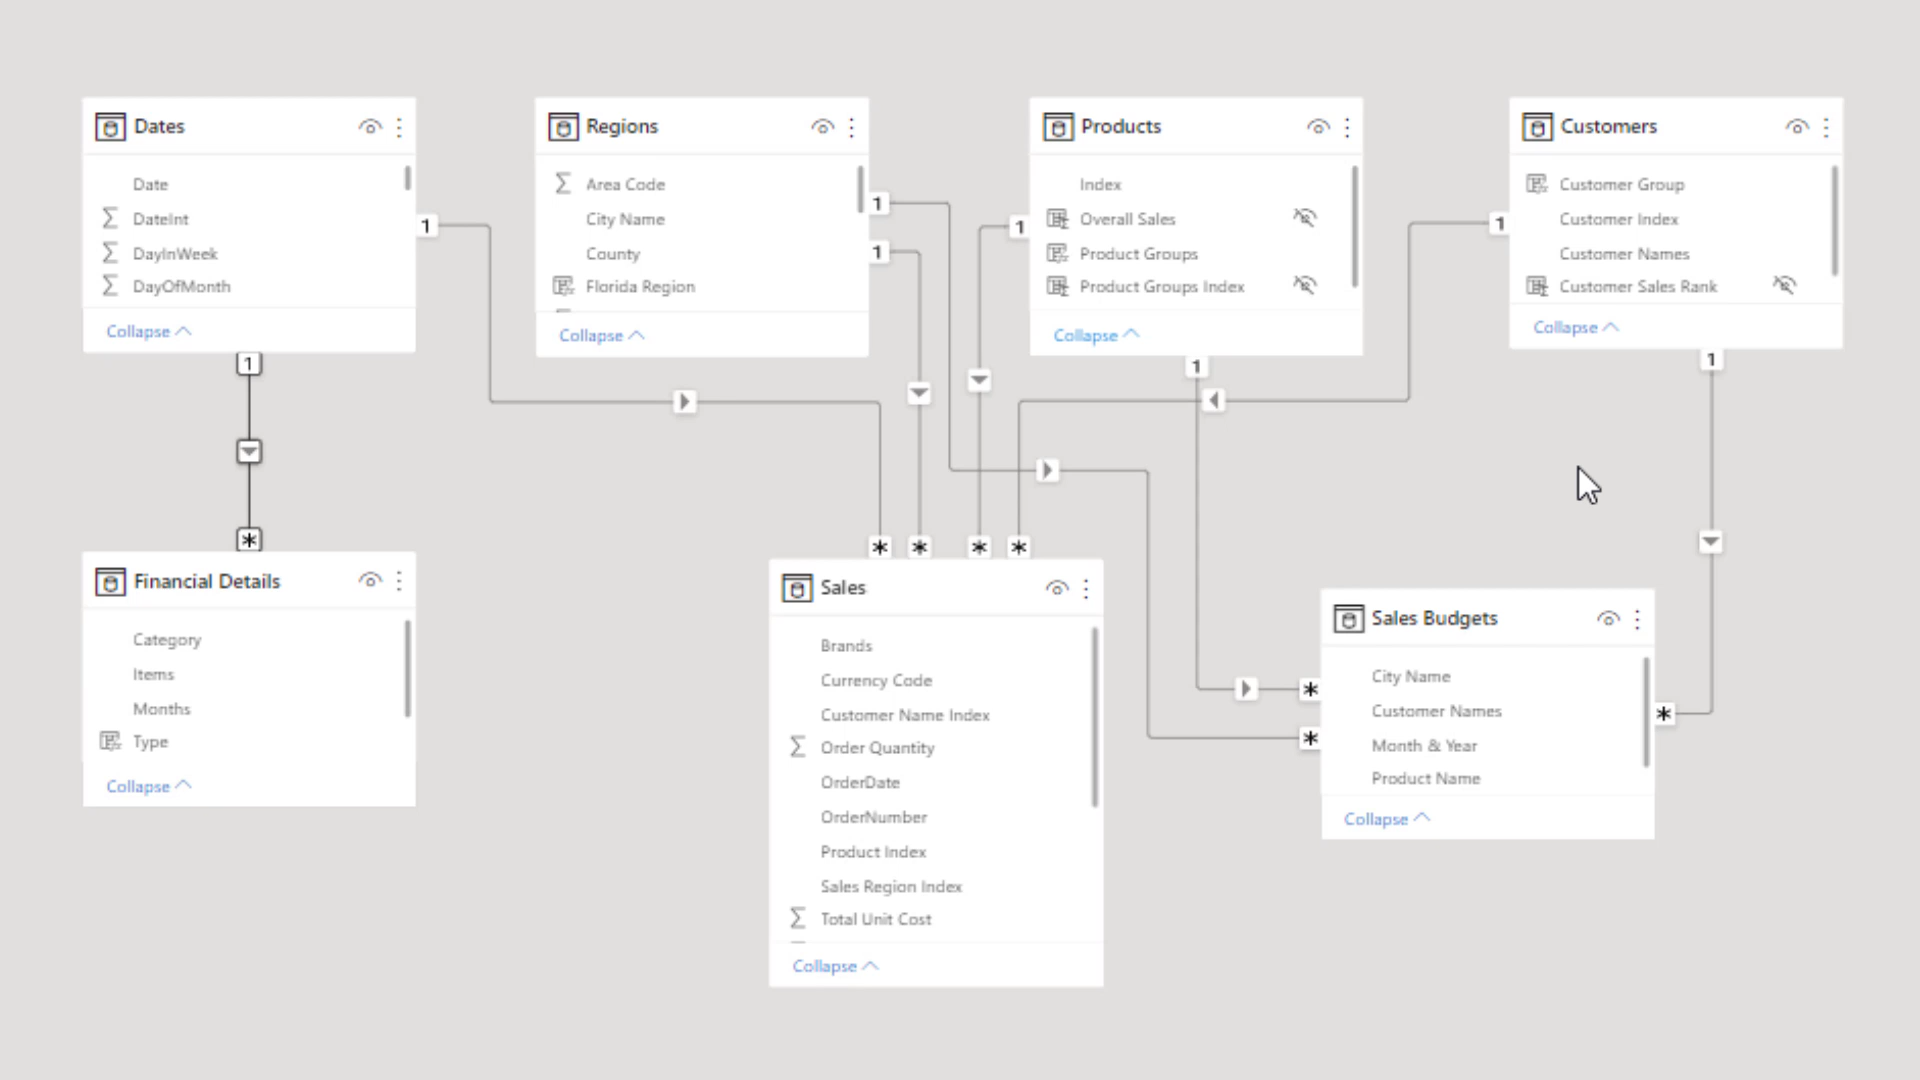 Dates
Date
DateInt
DayInWeek
DayOfMonth
Collapse
Regions
Area Code
City Name
County
Florida Region
Collapse
Products
Index
Overall Sales
Product Groups
Product Groups Index
Collapse
Customers
Customer Group
Customer Index
Customer Names
Customer Sales Rank
Collapse
1
1
1
1
1
1
1
1
*
*
*
*
*
*
*
*
Financial Details
Category
Items
Months
Type
Collapse
Sales
Brands
Currency Code
Customer Name Index
Order Quantity
OrderDate
OrderNumber
Product Index
Sales Region Index
Total Unit Cost
Collapse
Sales Budgets
City Name
Customer Names
Month & Year
Product Name
Collapse